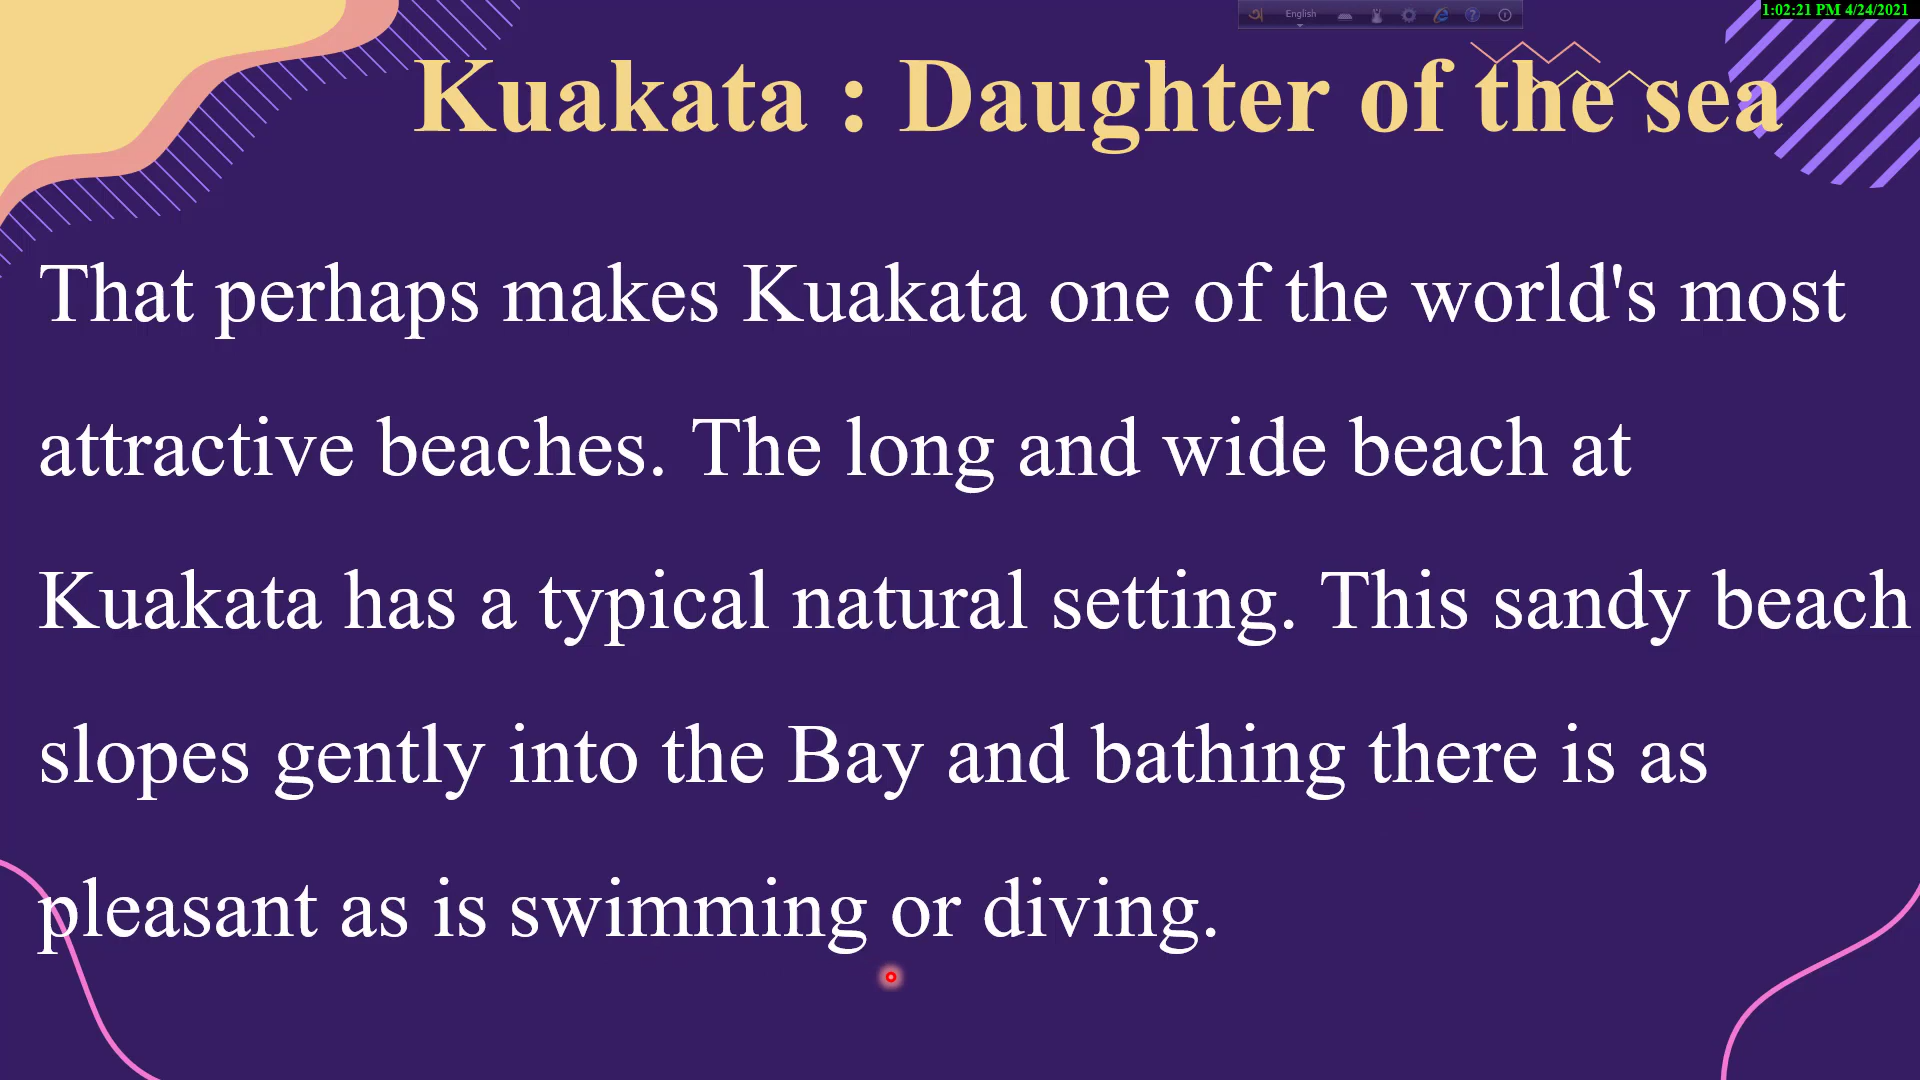 English
1:02:21 PM 4/24/2021
Kuakata : Daughter of the sea
That perhaps makes Kuakata one of the world's most
attractive beaches. The long and wide beach at
Kuakata has a typical natural setting. This sandy beach
slopes gently into the Bay and bathing there is as
pleasant as is swimming or diving.